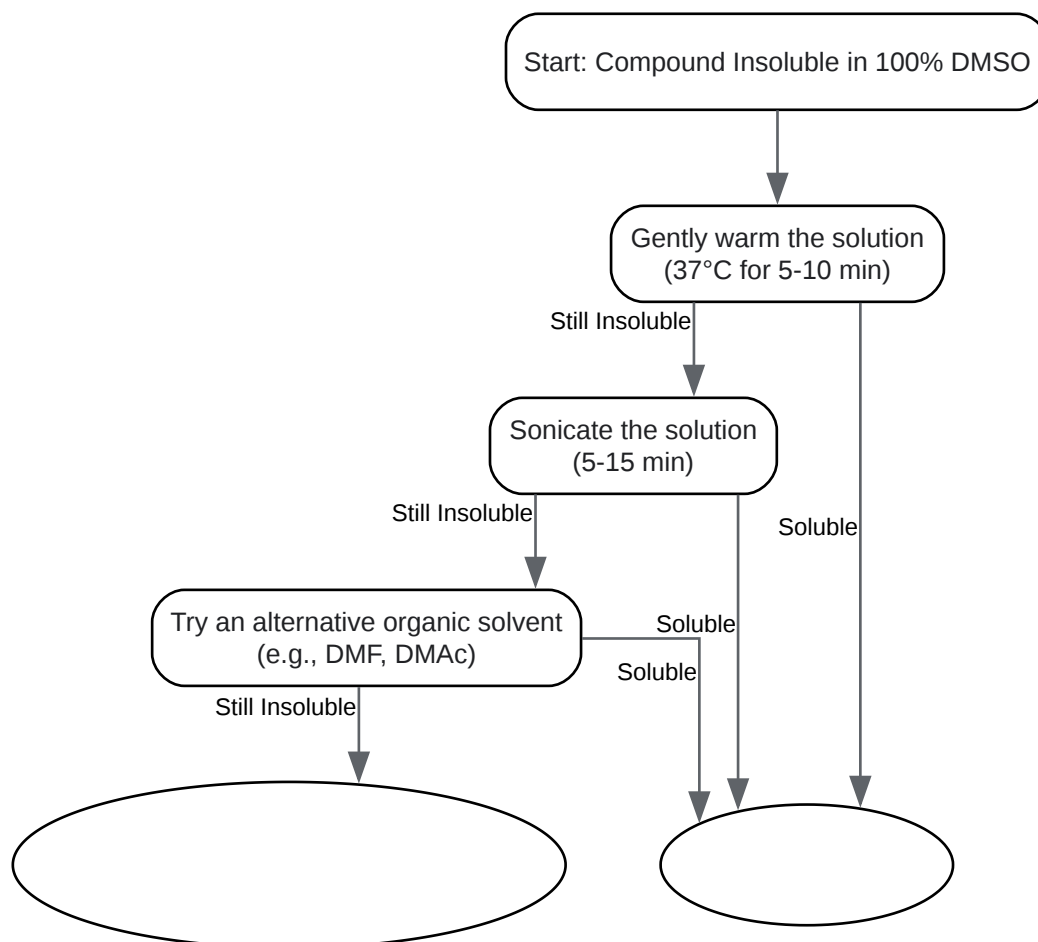 Start: Compound Insoluble in 100% DMSO
Gently warm the solution
(37°C for 5-10 min)
Still Insoluble
Sonicate the solution
(5-15 min)
Still Insoluble
Soluble
Try an alternative organic solvent
(e.g., DMF, DMAc)
Soluble
Soluble
Still Insoluble